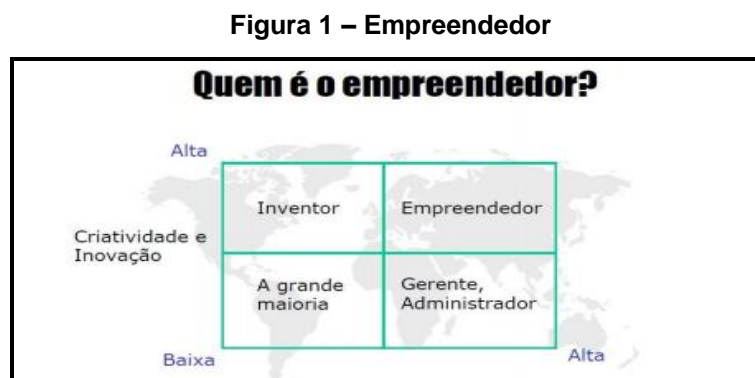 Figura 1 – Empreendedor
Quem é o empreendedor?
Alta
Inventor
Empreendedor
Criatividade e
Inovação
A grande
maioria
Gerente,
Administrador
Baixa
Alta